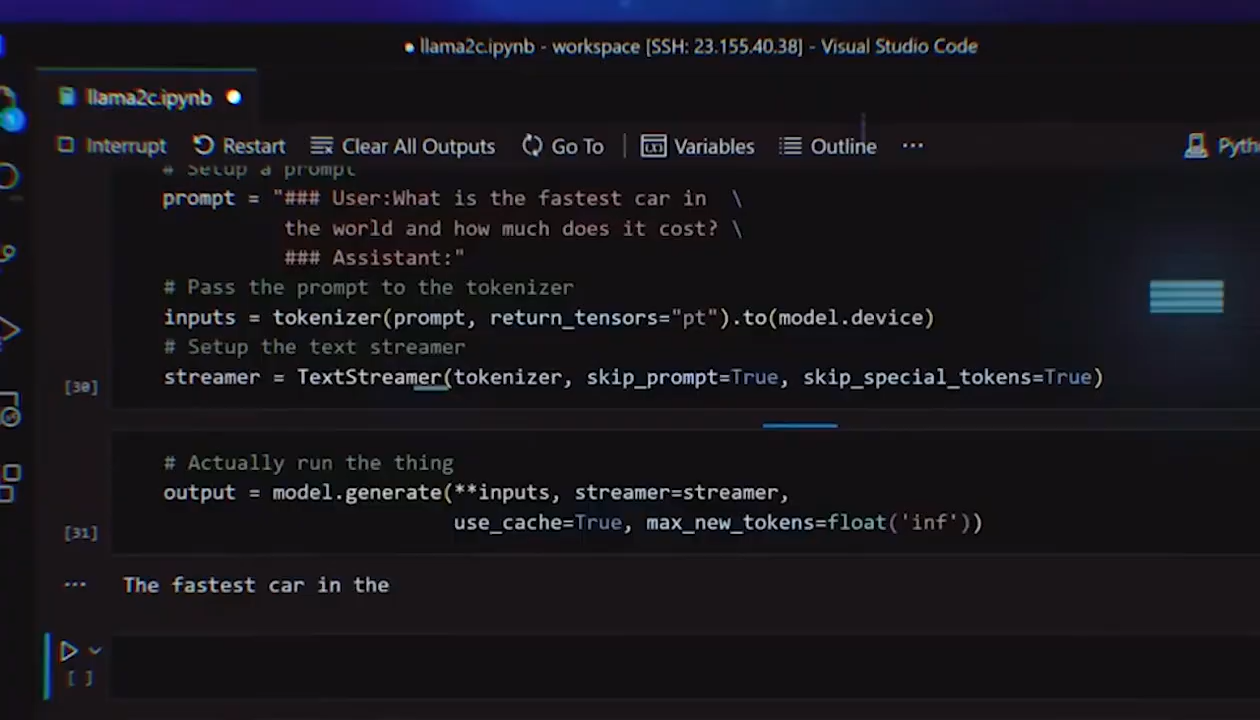 llama2c.ipynb - workspace [SSH: 23.155.40.38] - Visual Studio Code
llama2c.ipynb
Interrupt Restart Clear All Outputs Go To Variables Outline ...
# Setup a prompt
prompt = "### User:What is the fastest car in \
the world and how much does it cost? \
### Assistant:"
# Pass the prompt to the tokenizer
inputs = tokenizer(prompt, return_tensors="pt").to(model.device)
# Setup the text streamer
streamer = TextStreamer(tokenizer, skip_prompt=True, skip_special_tokens=True)
[30]
# Actually run the thing
output = model.generate(**inputs, streamer=streamer,
use_cache=True, max_new_tokens=float('inf'))
[31]
... The fastest car in the
[ ]